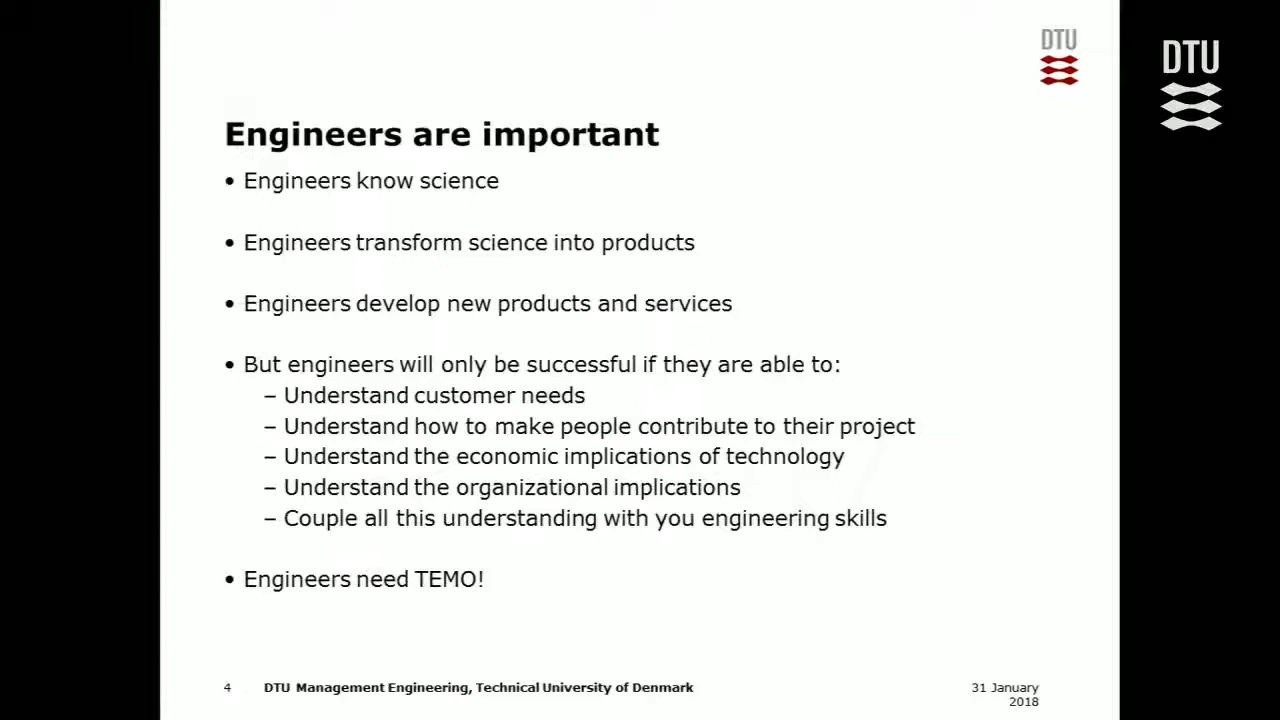 DTU
DTU
Engineers are important
• Engineers know science
• Engineers transform science into products
• Engineers develop new products and services
• But engineers will only be successful if they are able to:
– Understand customer needs
– Understand how to make people contribute to their project
– Understand the economic implications of technology
– Understand the organizational implications
– Couple all this understanding with you engineering skills
• Engineers need TEMO!
4 DTU Management Engineering, Technical University of Denmark 31 January
2018